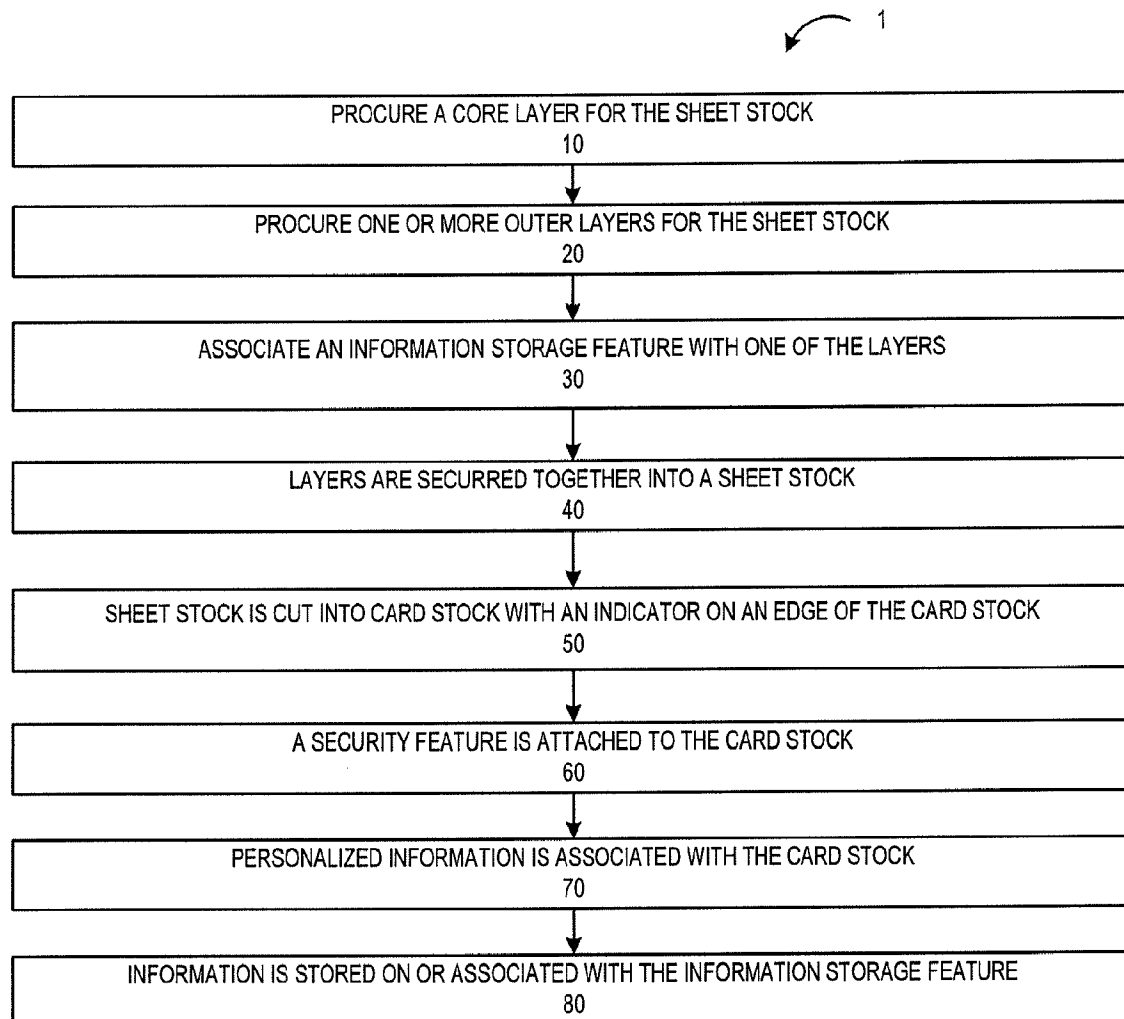 1
PROCURE A CORE LAYER FOR THE SHEET STOCK
10
PROCURE ONE OR MORE OUTER LAYERS FOR THE SHEET STOCK
20
ASSOCIATE AN INFORMATION STORAGE FEATURE WITH ONE OF THE LAYERS
30
LAYERS ARE SECURRED TOGETHER INTO A SHEET STOCK
40
SHEET STOCK IS CUT INTO CARD STOCK WITH AN INDICATOR ON AN EDGE OF THE CARD STOCK
50
A SECURITY FEATURE IS ATTACHED TO THE CARD STOCK
60
PERSONALIZED INFORMATION IS ASSOCIATED WITH THE CARD STOCK
70
INFORMATION IS STORED ON OR ASSOCIATED WITH THE INFORMATION STORAGE FEATURE
80